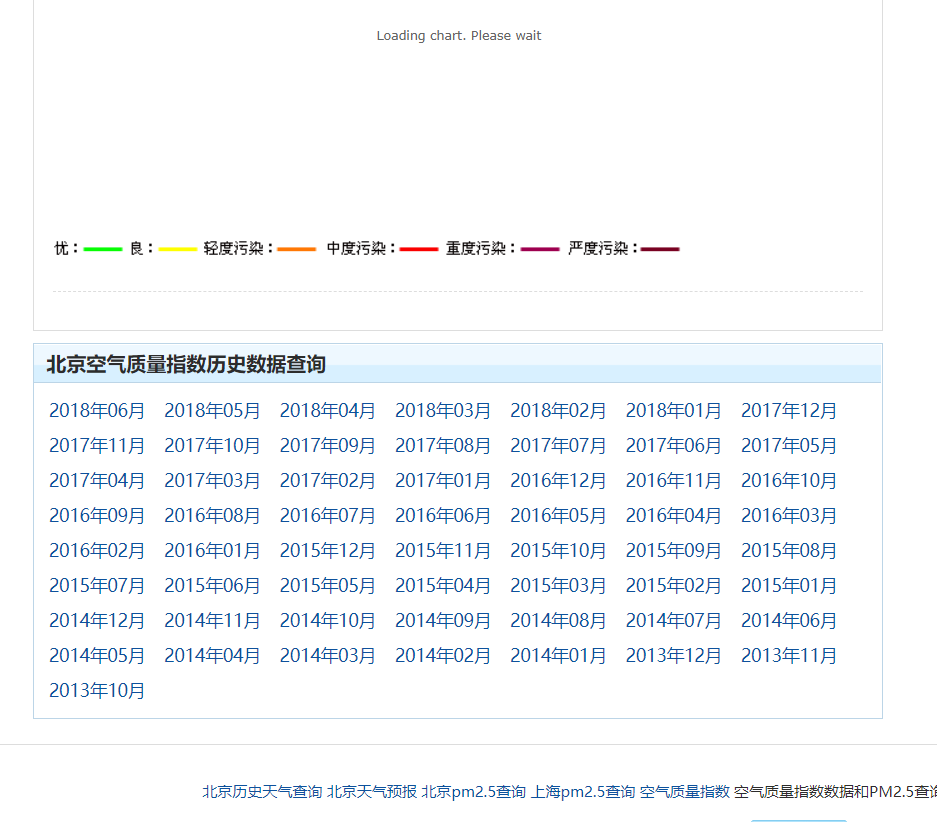 Loading chart. Please wait
优： 良： 轻度污染： 中度污染： 重度污染： 严度污染：
北京空气质量指数历史数据查询
2018年06月 2018年05月 2018年04月 2018年03月 2018年02月 2018年01月 2017年12月
2017年11月 2017年10月 2017年09月 2017年08月 2017年07月 2017年06月 2017年05月
2017年04月 2017年03月 2017年02月 2017年01月 2016年12月 2016年11月 2016年10月
2016年09月 2016年08月 2016年07月 2016年06月 2016年05月 2016年04月 2016年03月
2016年02月 2016年01月 2015年12月 2015年11月 2015年10月 2015年09月 2015年08月
2015年07月 2015年06月 2015年05月 2015年04月 2015年03月 2015年02月 2015年01月
2014年12月 2014年11月 2014年10月 2014年09月 2014年08月 2014年07月 2014年06月
2014年05月 2014年04月 2014年03月 2014年02月 2014年01月 2013年12月 2013年11月
2013年10月
北京历史天气查询 北京天气预报 北京pm2.5查询 上海pm2.5查询 空气质量指数 空气质量指数数据和PM2.5查询